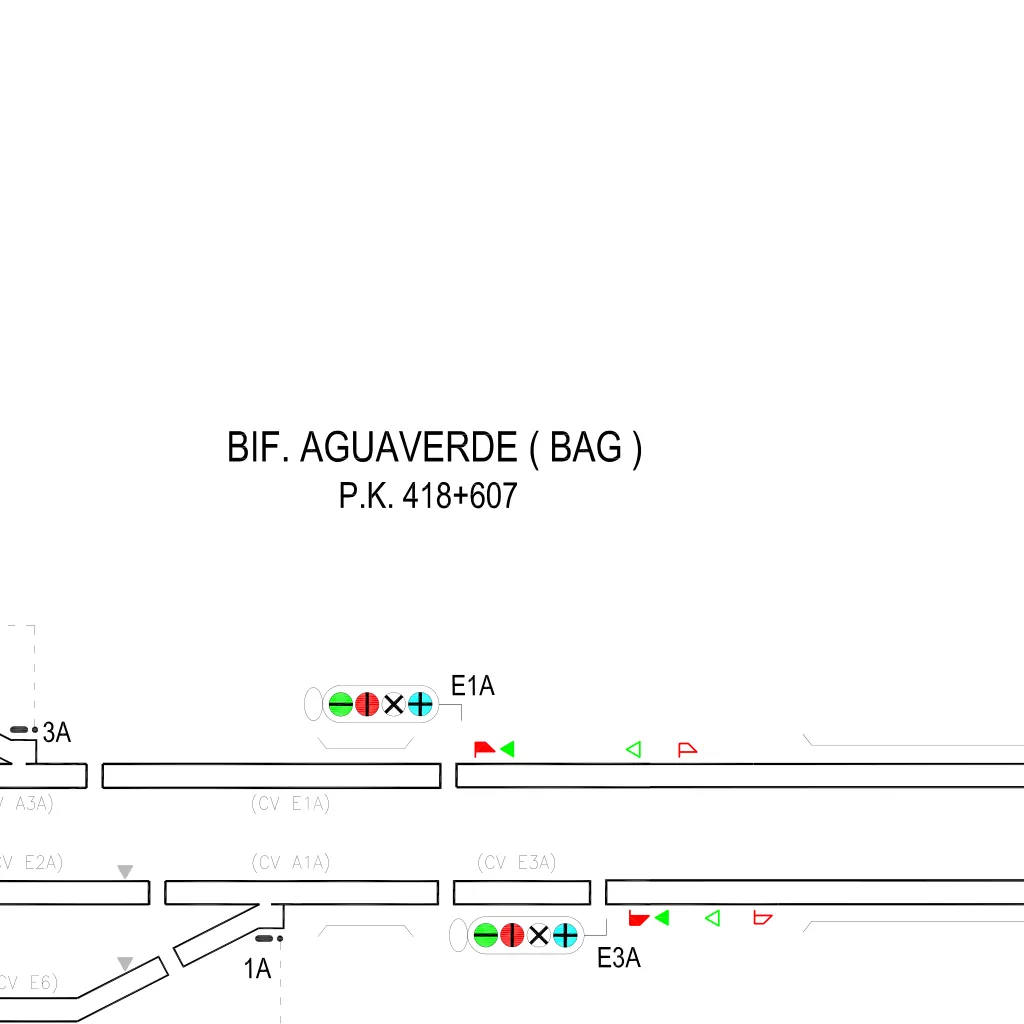 BIF. AGUAVERDE ( BAG )
P.K. 418+607
E1A
3A
A3A)
(CV E1A)
E2A)
(CV A1A)
(CV E3A)
E3A
1A
E6)